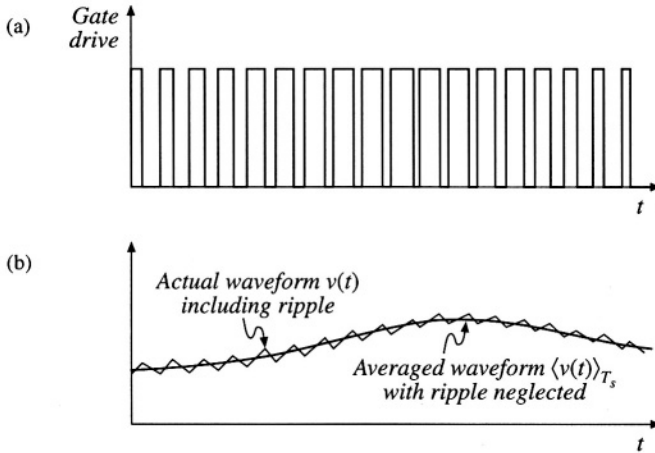 (a)
Gate
drive
t
(b)
Actual waveform v(t)
including ripple
Averaged waveform ⟨v(t)⟩Ts
with ripple neglected
t